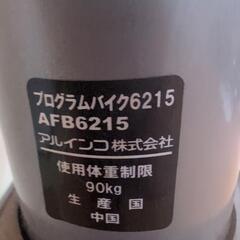 プログラムバイク6215
AFB6215
アルインコ株式会社
使用体重制限
90kg
生産国
中国